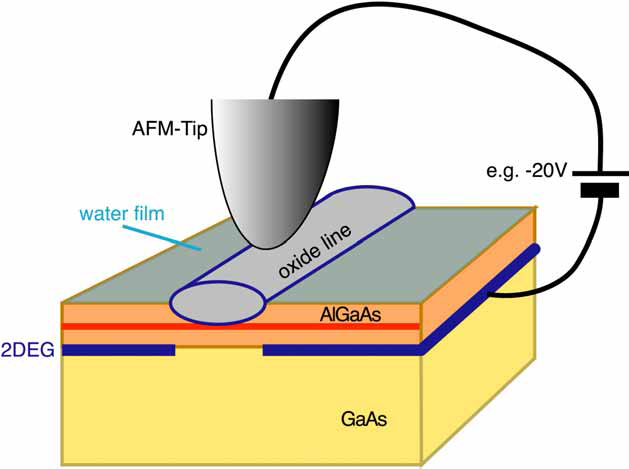 AFM-Tip
e.g. -20V
water film
oxide line
AlGaAs
2DEG
GaAs